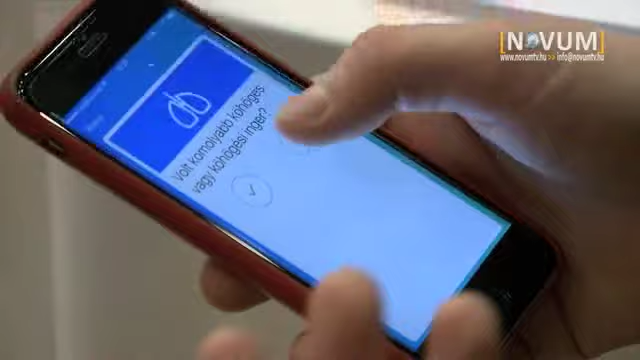 [NOVUM]
www.novumtv.hu >> info@novumtv.hu
Volt komolyabb köhögés
vagy köhögési inger?